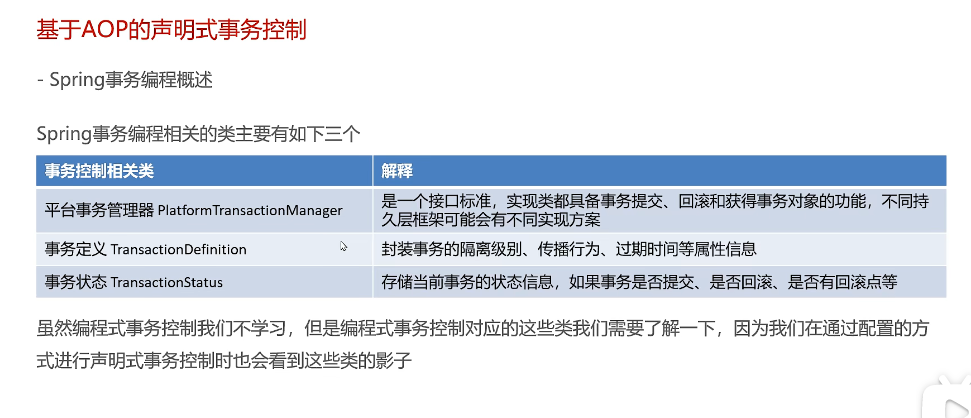 基于AOP的声明式事务控制
- Spring事务编程概述
Spring事务编程相关的类主要有如下三个
事务控制相关类 解释
平台事务管理器 PlatformTransactionManager 是一个接口标准，实现类都具备事务提交、回滚和获得事务对象的功能，不同持
久层框架可能会有不同实现方案
事务定义 TransactionDefinition 封装事务的隔离级别、传播行为、过期时间等属性信息
事务状态 TransactionStatus 存储当前事务的状态信息，如果事务是否提交、是否回滚、是否有回滚点等
虽然编程式事务控制我们不学习，但是编程式事务控制对应的这些类我们需要了解一下，因为我们在通过配置的方
式进行声明式事务控制时也会看到这些类的影子